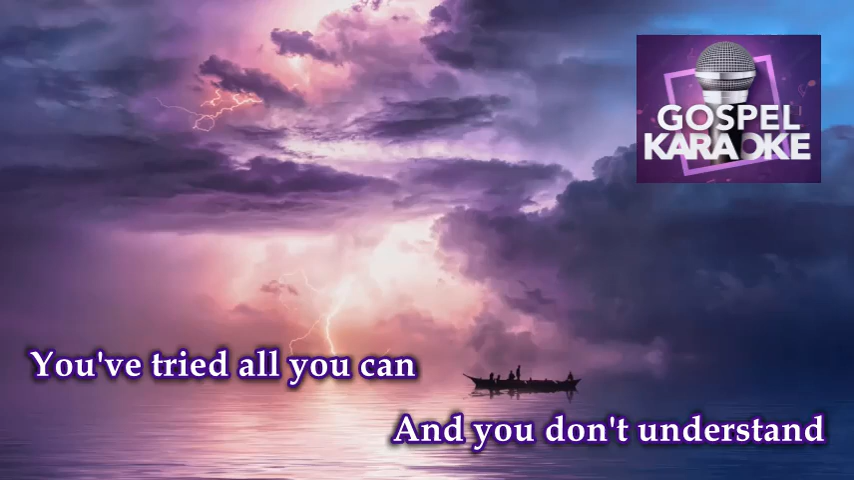 GOSPEL
KARAOKE
You've tried all you can
And you don't understand